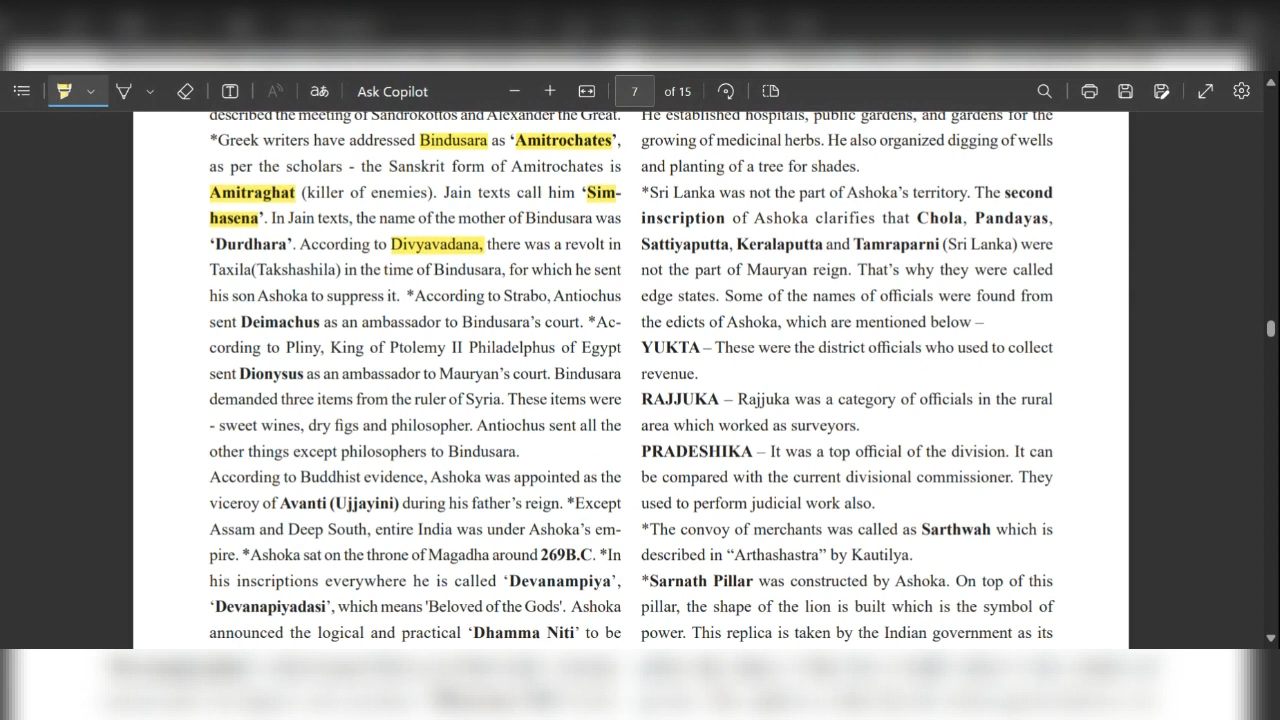 Ask Copilot
7 of 15
described the meeting of Sandrokottos and Alexander the Great.
*Greek writers have addressed Bindusara as ‘Amitrochates’,
as per the scholars - the Sanskrit form of Amitrochates is
Amitraghat (killer of enemies). Jain texts call him ‘Sim-
hasena’. In Jain texts, the name of the mother of Bindusara was
‘Durdhara’. According to Divyavadana, there was a revolt in
Taxila(Takshashila) in the time of Bindusara, for which he sent
his son Ashoka to suppress it. *According to Strabo, Antiochus
sent Deimachus as an ambassador to Bindusara’s court. *Ac-
cording to Pliny, King of Ptolemy II Philadelphus of Egypt
sent Dionysus as an ambassador to Mauryan’s court. Bindusara
demanded three items from the ruler of Syria. These items were
- sweet wines, dry figs and philosopher. Antiochus sent all the
other things except philosophers to Bindusara.
According to Buddhist evidence, Ashoka was appointed as the
viceroy of Avanti (Ujjayini) during his father’s reign. *Except
Assam and Deep South, entire India was under Ashoka’s em-
pire. *Ashoka sat on the throne of Magadha around 269B.C. *In
his inscriptions everywhere he is called ‘Devanampiya’,
‘Devanapiyadasi’, which means 'Beloved of the Gods'. Ashoka
announced the logical and practical ‘Dhamma Niti’ to be
He established hospitals, public gardens, and gardens for the
growing of medicinal herbs. He also organized digging of wells
and planting of a tree for shades.
*Sri Lanka was not the part of Ashoka’s territory. The second
inscription of Ashoka clarifies that Chola, Pandayas,
Sattiyaputta, Keralaputta and Tamraparni (Sri Lanka) were
not the part of Mauryan reign. That’s why they were called
edge states. Some of the names of officials were found from
the edicts of Ashoka, which are mentioned below –
YUKTA – These were the district officials who used to collect
revenue.
RAJJUKA – Rajjuka was a category of officials in the rural
area which worked as surveyors.
PRADESHIKA – It was a top official of the division. It can
be compared with the current divisional commissioner. They
used to perform judicial work also.
*The convoy of merchants was called as Sarthwah which is
described in “Arthashastra” by Kautilya.
*Sarnath Pillar was constructed by Ashoka. On top of this
pillar, the shape of the lion is built which is the symbol of
power. This replica is taken by the Indian government as its